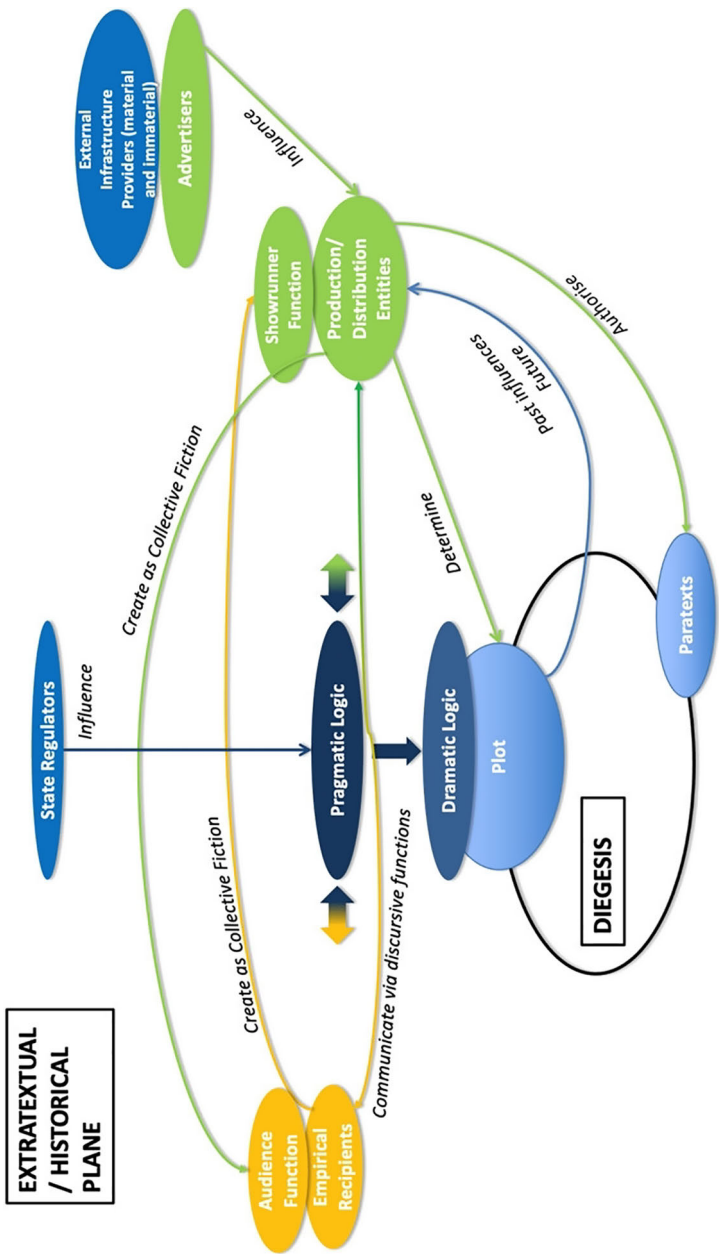 EXTRATEXTUAL
/ HISTORICAL
PLANE
State Regulators
Influence
External
Infrastructure
Providers (material
and immaterial)
Advertisers
Influence
Create as Collective Fiction
Create as Collective Fiction
Audience
Function
Empirical
Recipients
Showrunner
Function
Production/
Distribution
Entities
Pragmatic Logic
Communicate via discursive functions
Determine
Past influences
Future
Authorise
Dramatic Logic
Plot
DIEGESIS
Paratexts